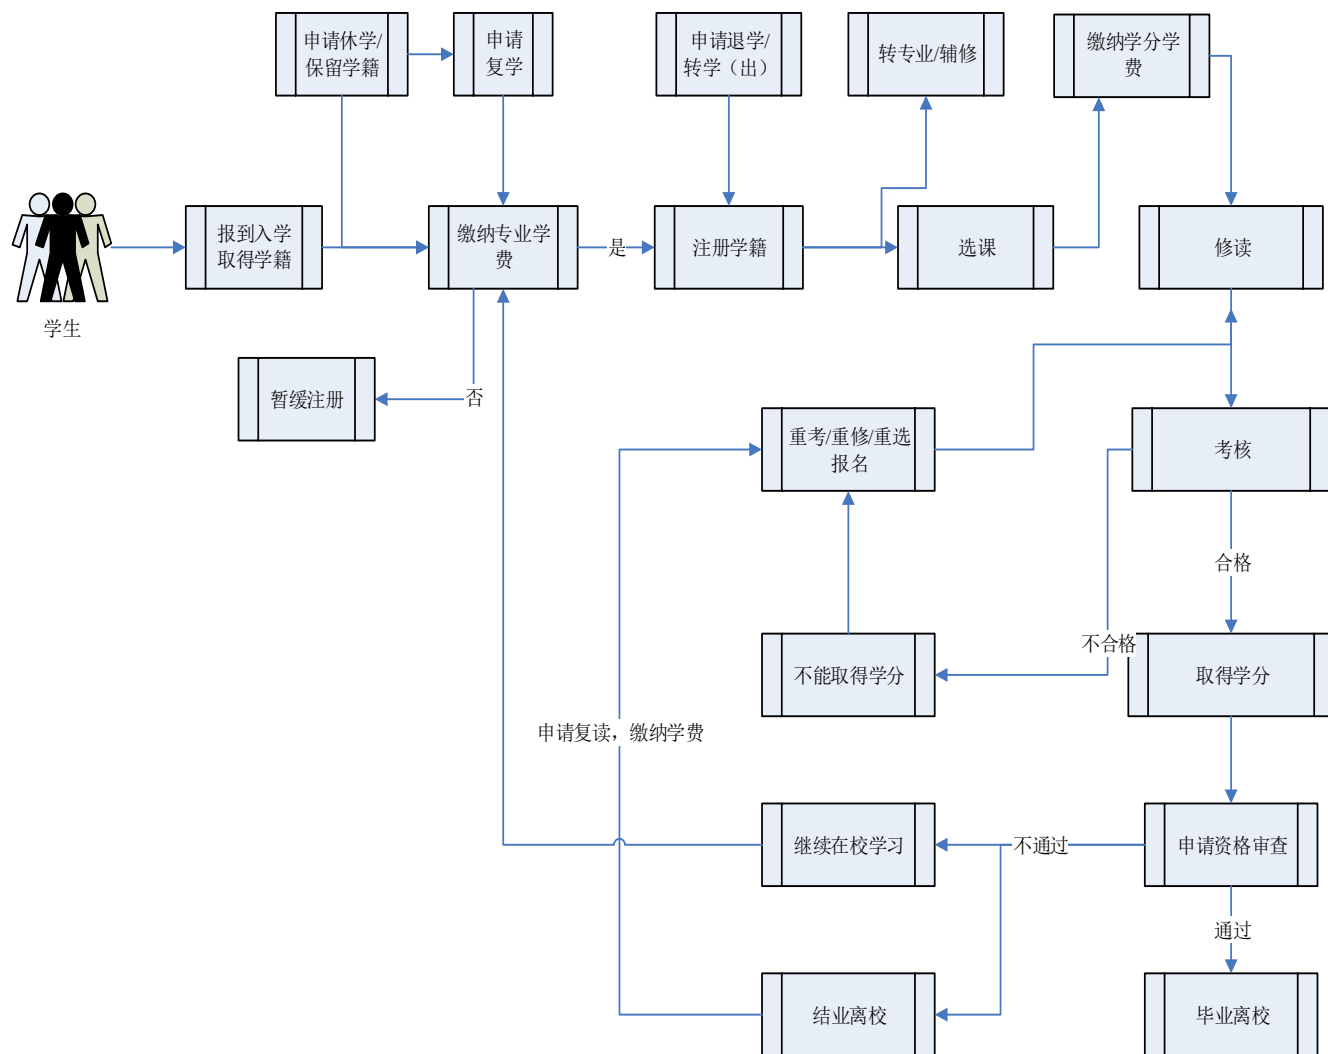 申请休学/
保留学籍
申请
复学
申请退学/
转学（出）
转专业/辅修
缴纳学分学
费
学生
报到入学
取得学籍
缴纳专业学
费
是
注册学籍
选课
修读
暂缓注册
否
重考/重修/重选
报名
考核
合格
不合格
不能取得学分
取得学分
申请复读，缴纳学费
继续在校学习
不通过
申请资格审查
通过
结业离校
毕业离校